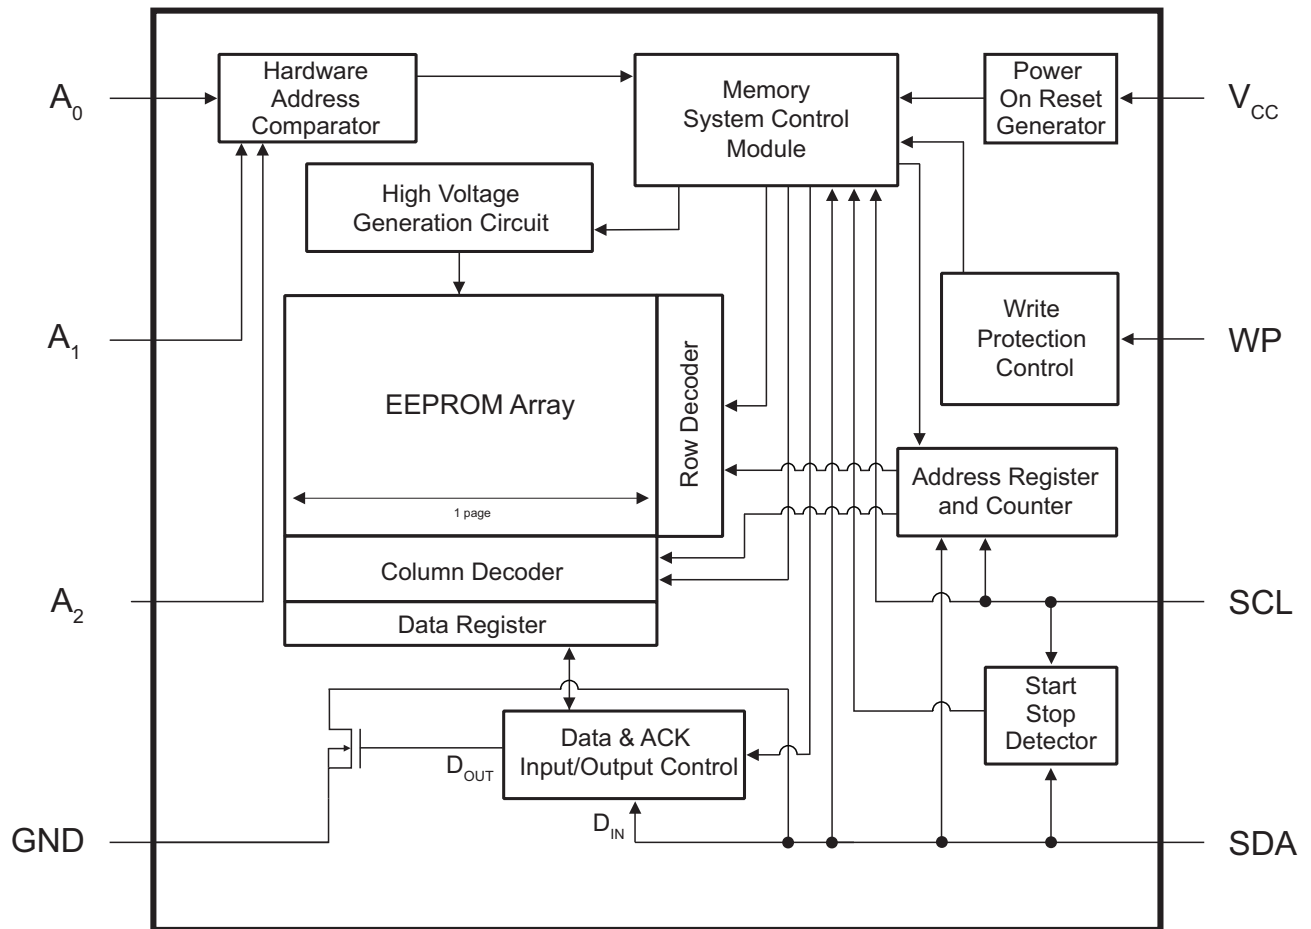 A0
Hardware
Address
Comparator
Memory
System Control
Module
Power
On Reset
Generator
VCC
High Voltage
Generation Circuit
Write
Protection
Control
WP
A1
EEPROM Array
Row Decoder
1 page
Address Register
and Counter
Column Decoder
A2
Data Register
SCL
Start
Stop
Detector
Data & ACK
Input/Output Control
DOUT
DIN
GND
SDA